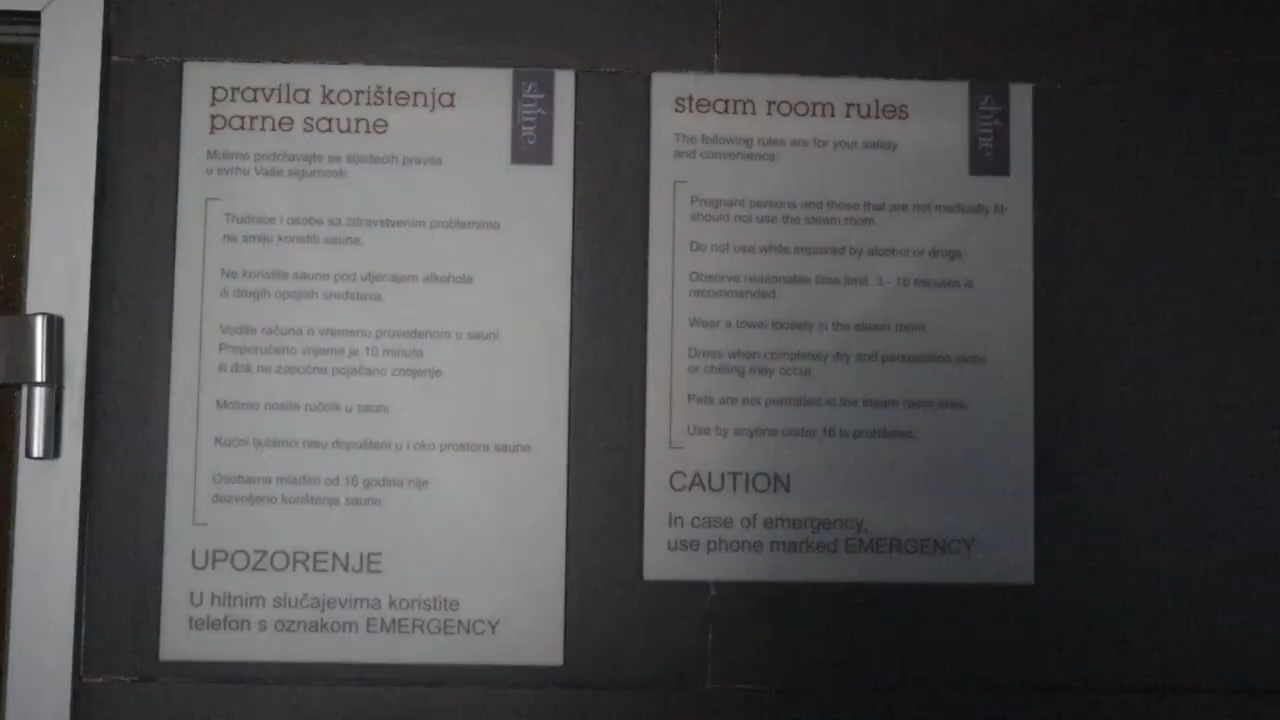 pravila korištenja
parne saune
shine
Molimo pridržavajte se sljedećih pravila
u svrhu Vaše sigurnosti:
Trudnice i osobe sa zdravstvenim problemima
ne smiju koristiti saune.
Ne koristite saune pod utjecajem alkohola
ili drugih opojnih sredstava.
Vodite računa o vremenu provedenom u sauni.
Preporučeno vrijeme je 10 minuta
ili dok ne započne pojačano znojenje.
Molimo nosite ručnik u sauni.
Kućni ljubimci nisu dopušteni u i oko prostora saune.
Osobama mlađim od 16 godina nije
dozvoljeno korištenje saune.
UPOZORENJE
U hitnim slučajevima koristite
telefon s oznakom EMERGENCY
steam room rules
shine
The following rules are for your safety
and convenience:
Pregnant persons and those that are not medically fit
should not use the steam room.
Do not use while impaired by alcohol or drugs.
Observe reasonable time limit. - 10 minutes is
recommended.
Wear a towel loosely in the steam room.
Dress when completely dry and perspiration
or chilling may occur.
Pets are not permitted in the steam room area.
Use by anyone under 16 is prohibited.
CAUTION
In case of emergency,
use phone marked EMERGENCY